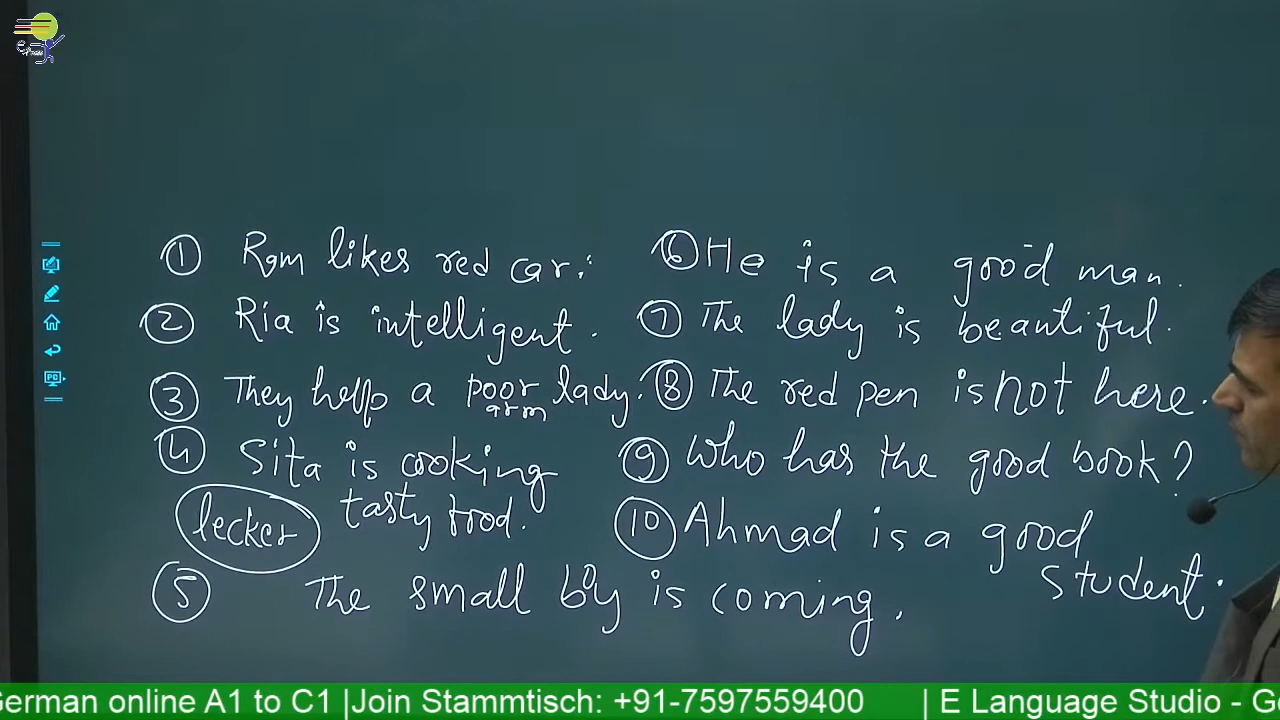 ① Ram likes red car.
② Ria is intelligent.
③ They help a poor lady.
arm
④ Sita is cooking
lecker tasty food.
⑤ The small boy is coming.
⑥ He is a good man.
⑦ The lady is beautiful.
⑧ The red pen is not here.
⑨ Who has the good book?
⑩ Ahmad is a good
student.
German online A1 to C1 |Join Stammtisch: +91-7597559400 | E Language Studio - G